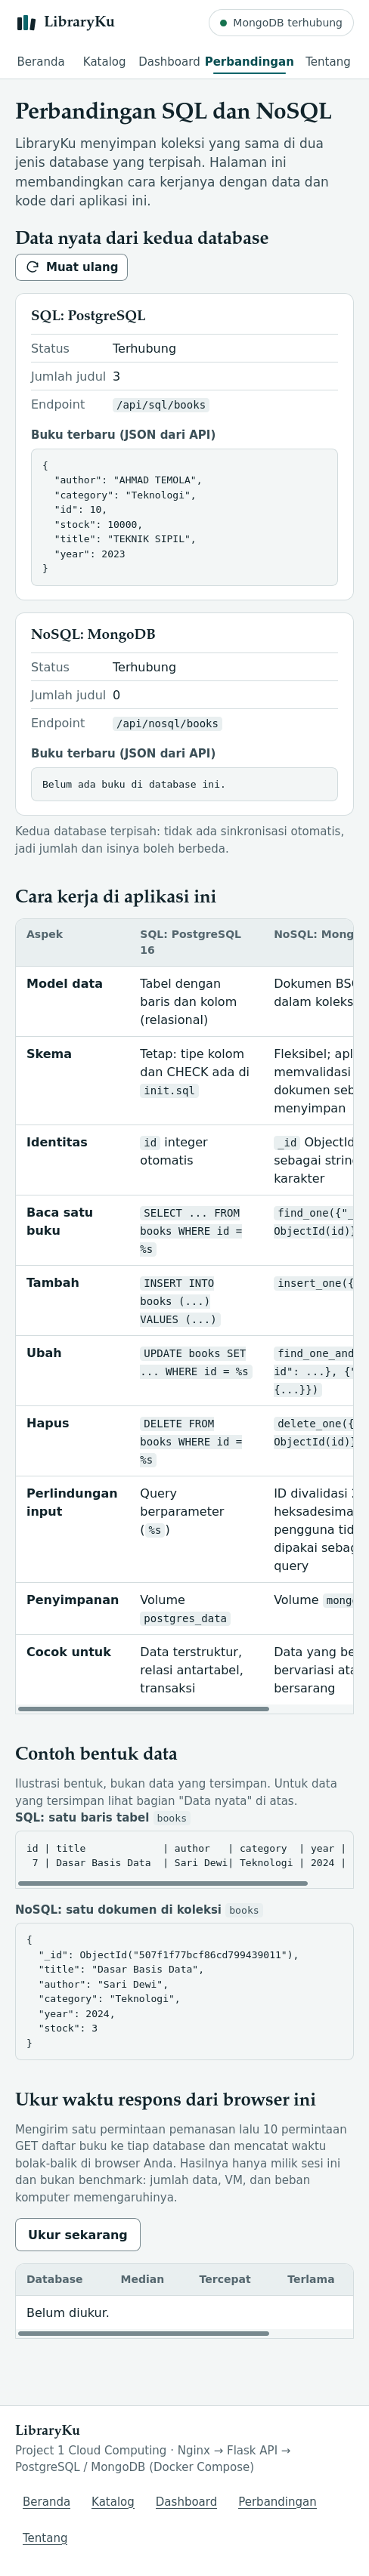 LibraryKu
MongoDB terhubung
Beranda Katalog Dashboard Perbandingan Tentang
Perbandingan SQL dan NoSQL
LibraryKu menyimpan koleksi yang sama di dua
jenis database yang terpisah. Halaman ini
membandingkan cara kerjanya dengan data dan
kode dari aplikasi ini.
Data nyata dari kedua database
Muat ulang
SQL: PostgreSQL
Status Terhubung
Jumlah judul 3
Endpoint /api/sql/books
Buku terbaru (JSON dari API)
{
"author": "AHMAD TEMOLA",
"category": "Teknologi",
"id": 10,
"stock": 10000,
"title": "TEKNIK SIPIL",
"year": 2023
}
NoSQL: MongoDB
Status Terhubung
Jumlah judul 0
Endpoint /api/nosql/books
Buku terbaru (JSON dari API)
Belum ada buku di database ini.
Kedua database terpisah: tidak ada sinkronisasi otomatis,
jadi jumlah dan isinya boleh berbeda.
Cara kerja di aplikasi ini
Aspek SQL: PostgreSQL NoSQL: Mong
16
Model data Tabel dengan Dokumen BS
baris dan kolom dalam koleks
(relasional)
Skema Tetap: tipe kolom Fleksibel; apl
dan CHECK ada di memvalidasi
init.sql dokumen seb
menyimpan
Identitas id integer _id ObjectId
otomatis sebagai strin
karakter
Baca satu SELECT ... FROM find_one({"_
buku books WHERE id = ObjectId(id)}
%s
Tambah INSERT INTO insert_one({
books (...)
VALUES (...)
Ubah UPDATE books SET find_one_and
... WHERE id = %s id": ...}, {"
{...}})
Hapus DELETE FROM delete_one({
books WHERE id = ObjectId(id)}
%s
Perlindungan Query ID divalidasi
input berparameter heksadesima
(%s) pengguna tid
dipakai sebag
query
Penyimpanan Volume Volume mong
postgres_data
Cocok untuk Data terstruktur, Data yang be
relasi antartabel, bervariasi ata
transaksi bersarang
Contoh bentuk data
Ilustrasi bentuk, bukan data yang tersimpan. Untuk data
yang tersimpan lihat bagian "Data nyata" di atas.
SQL: satu baris tabel books
id | title | author | category | year |
7 | Dasar Basis Data | Sari Dewi| Teknologi | 2024 |
NoSQL: satu dokumen di koleksi books
{
"_id": ObjectId("507f1f77bcf86cd799439011"),
"title": "Dasar Basis Data",
"author": "Sari Dewi",
"category": "Teknologi",
"year": 2024,
"stock": 3
}
Ukur waktu respons dari browser ini
Mengirim satu permintaan pemanasan lalu 10 permintaan
GET daftar buku ke tiap database dan mencatat waktu
bolak-balik di browser Anda. Hasilnya hanya milik sesi ini
dan bukan benchmark: jumlah data, VM, dan beban
komputer memengaruhinya.
Ukur sekarang
Database Median Tercepat Terlama
Belum diukur.
LibraryKu
Project 1 Cloud Computing · Nginx → Flask API →
PostgreSQL / MongoDB (Docker Compose)
Beranda Katalog Dashboard Perbandingan
Tentang